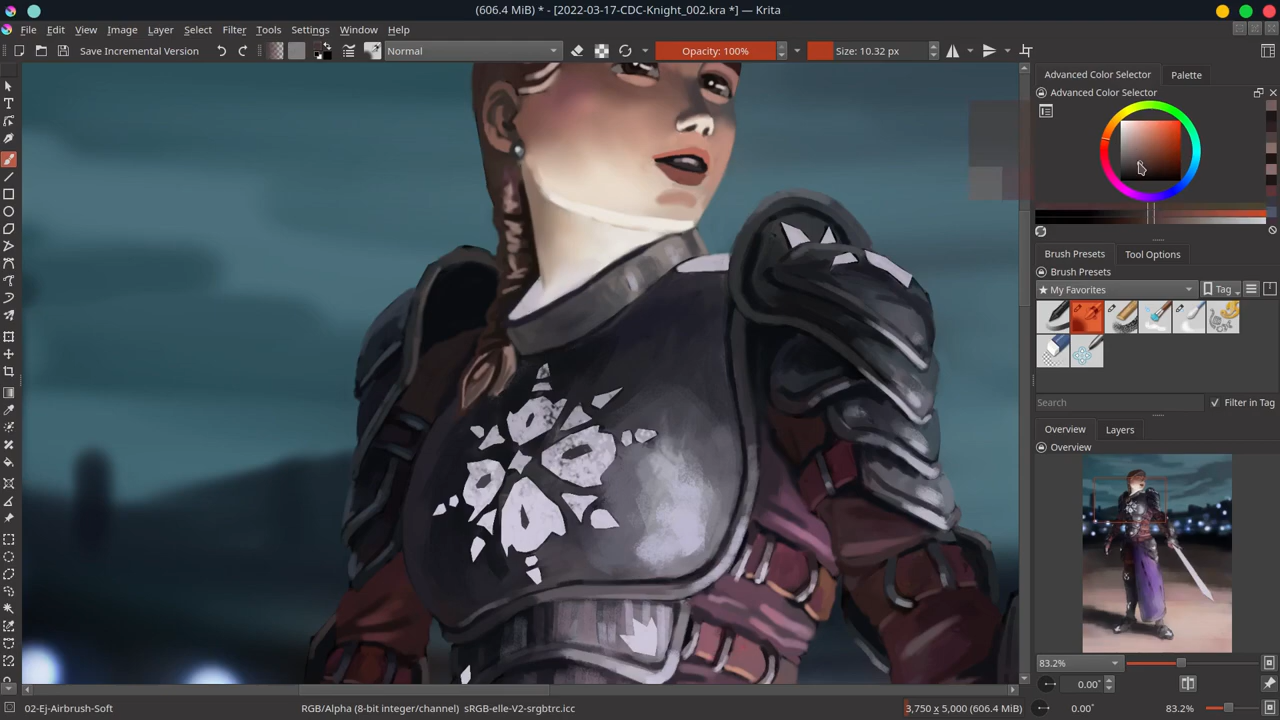 (606.4 MiB) * - [2022-03-17-CDC-Knight_002.kra *] — Krita
File Edit View Image Layer Select Filter Tools Settings Window Help
Save Incremental Version Normal Opacity: 100% Size: 10.32 px
Advanced Color Selector Palette
Advanced Color Selector
Brush Presets Tool Options
Brush Presets
★ My Favorites Tag
Search Filter in Tag
Overview Layers
Overview
83.2%
0.00°
02-Ej-Airbrush-Soft RGB/Alpha (8-bit integer/channel) sRGB-elle-V2-srgbtrc.icc 3,750 x 5,000 (606.4 MiB) 0.00° 83.2%